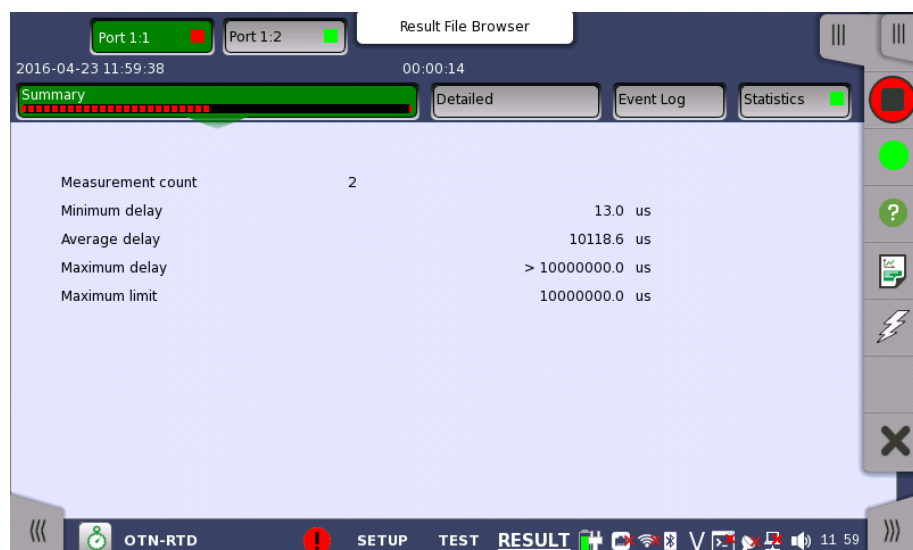 Port 1:1
Port 1:2
Result File Browser
2016-04-23 11:59:38
00:00:14
Summary
Detailed
Event Log
Statistics
Measurement count 2
Minimum delay 13.0 us
Average delay 10118.6 us
Maximum delay > 10000000.0 us
Maximum limit 10000000.0 us
OTN-RTD
SETUP
TEST
RESULT
11 59